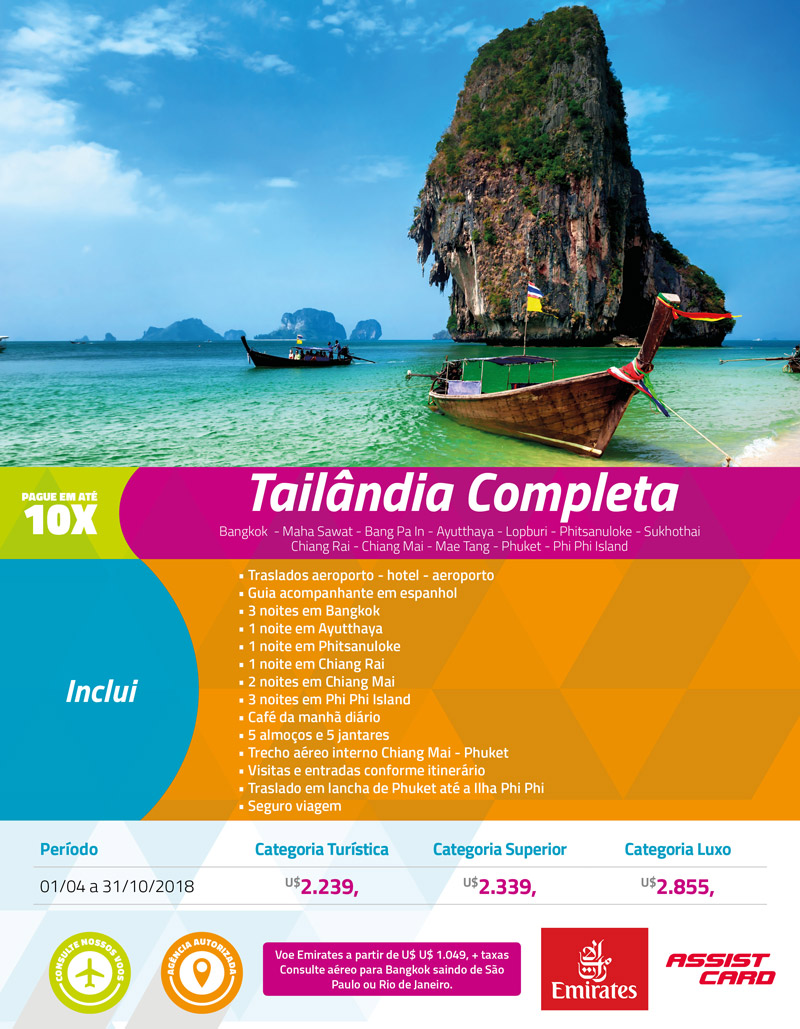 PAGUE EM ATÉ
10X
Tailândia Completa
Bangkok - Maha Sawat - Bang Pa In - Ayutthaya - Lopburi - Phitsanuloke - Sukhothai
Chiang Rai - Chiang Mai - Mae Tang - Phuket - Phi Phi Island
Inclui
• Traslados aeroporto - hotel - aeroporto
• Guia acompanhante em espanhol
• 3 noites em Bangkok
• 1 noite em Ayutthaya
• 1 noite em Phitsanuloke
• 1 noite em Chiang Rai
• 2 noites em Chiang Mai
• 3 noites em Phi Phi Island
• Café da manhã diário
• 5 almoços e 5 jantares
• Trecho aéreo interno Chiang Mai - Phuket
• Visitas e entradas conforme itinerário
• Traslado em lancha de Phuket até a Ilha Phi Phi
• Seguro viagem
Período Categoria Turística Categoria Superior Categoria Luxo
01/04 a 31/10/2018 U$2.239, U$2.339, U$2.855,
CONSULTE NOSSOS VOOS
AGÊNCIA AUTORIZADA
Voe Emirates a partir de U$ U$ 1.049, + taxas
Consulte aéreo para Bangkok saindo de São
Paulo ou Rio de Janeiro.
Emirates
ASSIST
CARD